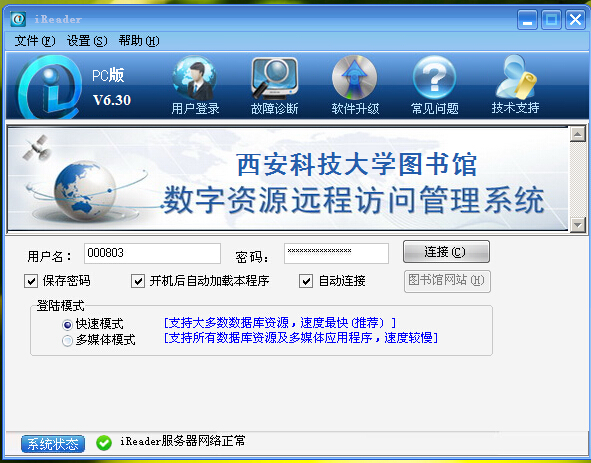 iReader
文件(F) 设置(S) 帮助(H)
PC版
V6.30
用户登录 故障诊断 软件升级 常见问题 技术支持
西安科技大学图书馆
数字资源远程访问管理系统
用户名: 000803 密码: **************** 连接(C)
保存密码 开机后自动加载本程序 自动连接 图书馆网站(H)
登陆模式
快速模式 [支持大多数数据库资源,速度最快(推荐)]
多媒体模式 [支持所有数据库资源及多媒体应用程序,速度较慢]
系统状态 iReader服务器网络正常